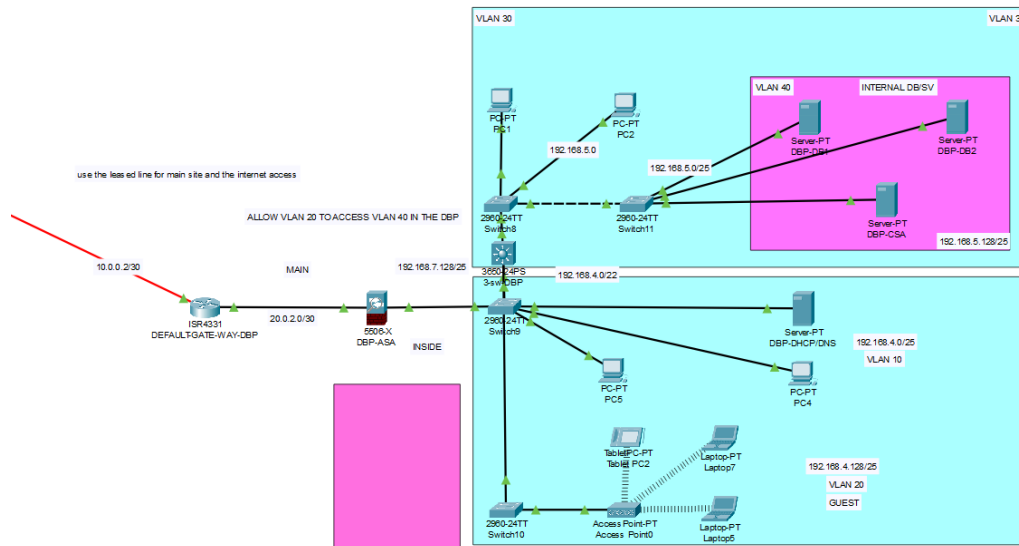 VLAN 30
VLAN 3
VLAN 40
INTERNAL DB/SV
PC-PT
PC1
PC-PT
PC2
Server-PT
DBP-DB1
Server-PT
DBP-DB2
192.168.5.0
192.168.5.0/25
use the leased line for main site and the internet access
2960-24TT
Switch8
2960-24TT
Switch11
Server-PT
DBP-CSA
ALLOW VLAN 20 TO ACCESS VLAN 40 IN THE DBP
192.168.5.128/25
10.0.0.2/30
MAIN
192.168.7.128/25
3650-24PS
3-sw-DBP
192.168.4.0/22
ISR4331
DEFAULT-GATE-WAY-DBP
20.0.2.0/30
5506-X
DBP-ASA
INSIDE
2960-24TT
Switch9
Server-PT
DBP-DHCP/DNS
192.168.4.0/25
VLAN 10
PC-PT
PC5
PC-PT
PC4
TabletPC-PT
Tablet PC2
Laptop-PT
Laptop7
192.168.4.128/25
VLAN 20
GUEST
2960-24TT
Switch10
Access Point-PT
Access Point0
Laptop-PT
Laptop5